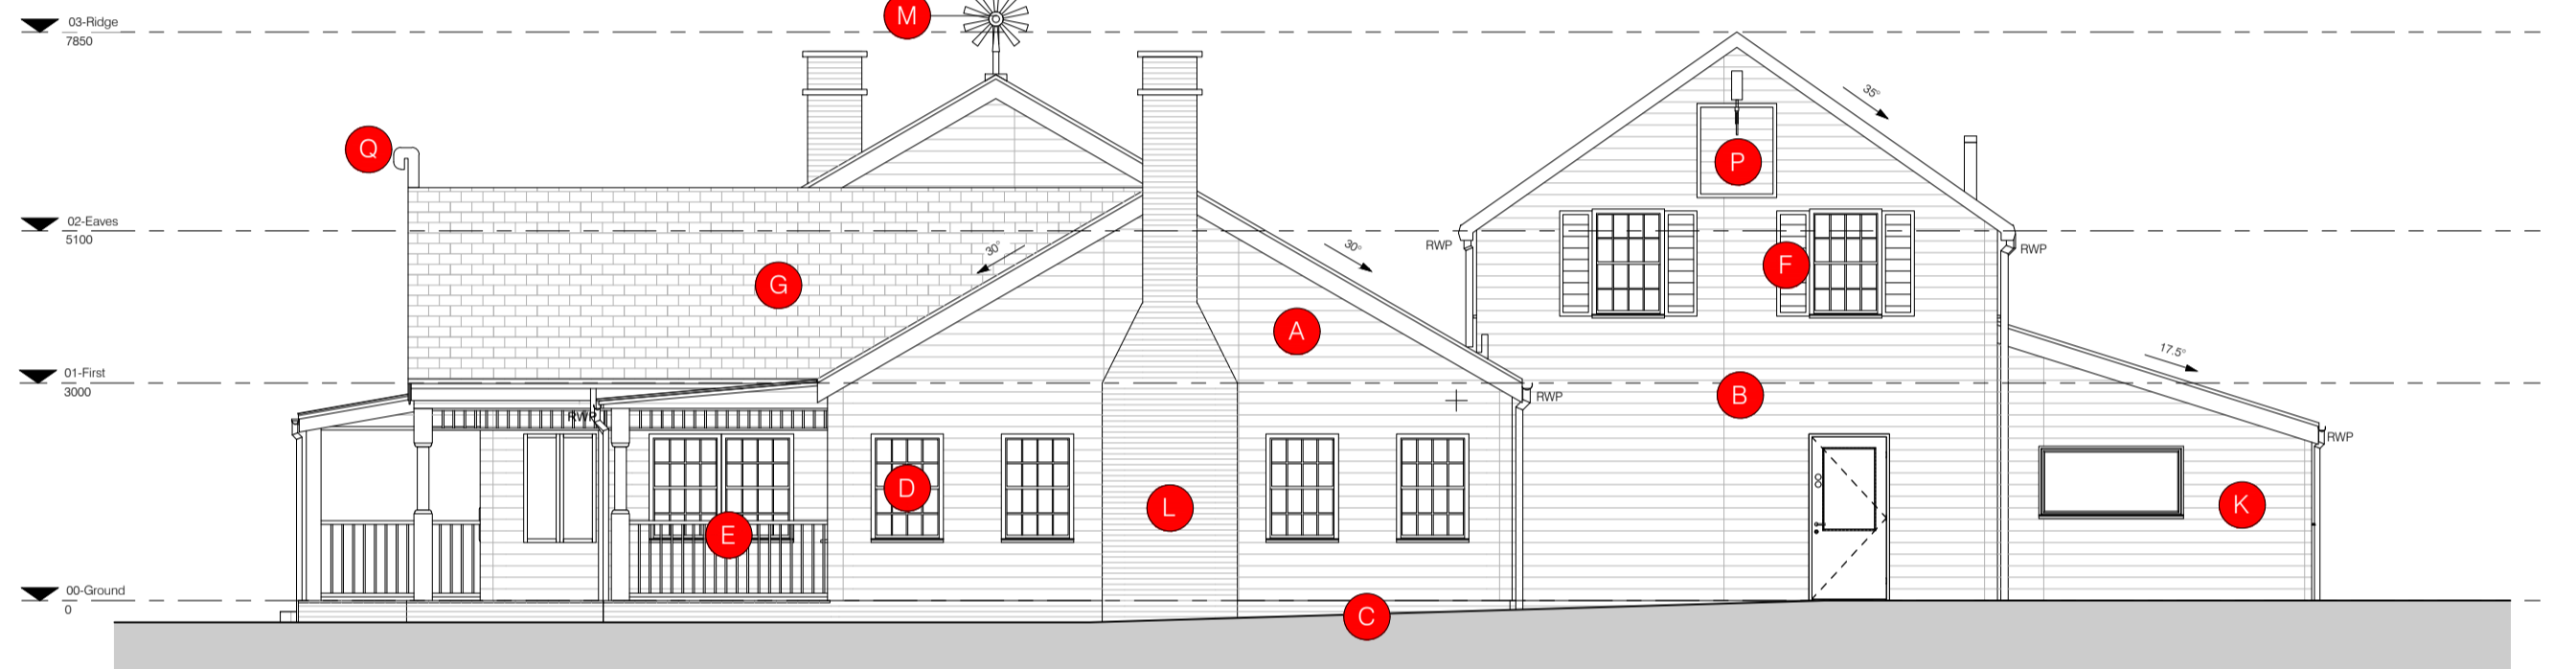 03-Ridge
7850
M
35°
Q
P
02-Eaves
5100
RWP
RWP
30°
30°
F
G
A
17.5°
01-First
3000
B
RWP
RWP
RWP
D
E
L
K
00-Ground
0
C